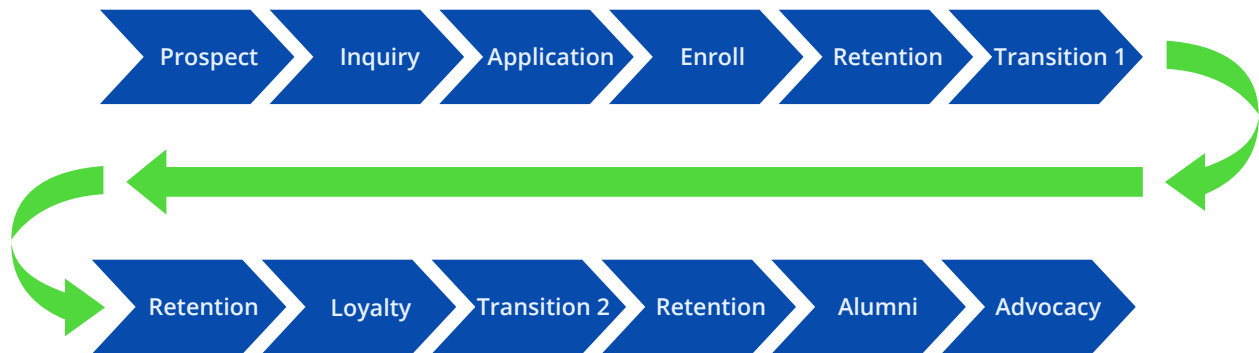 Prospect
Inquiry
Application
Enroll
Retention
Transition 1
Retention
Loyalty
Transition 2
Retention
Alumni
Advocacy